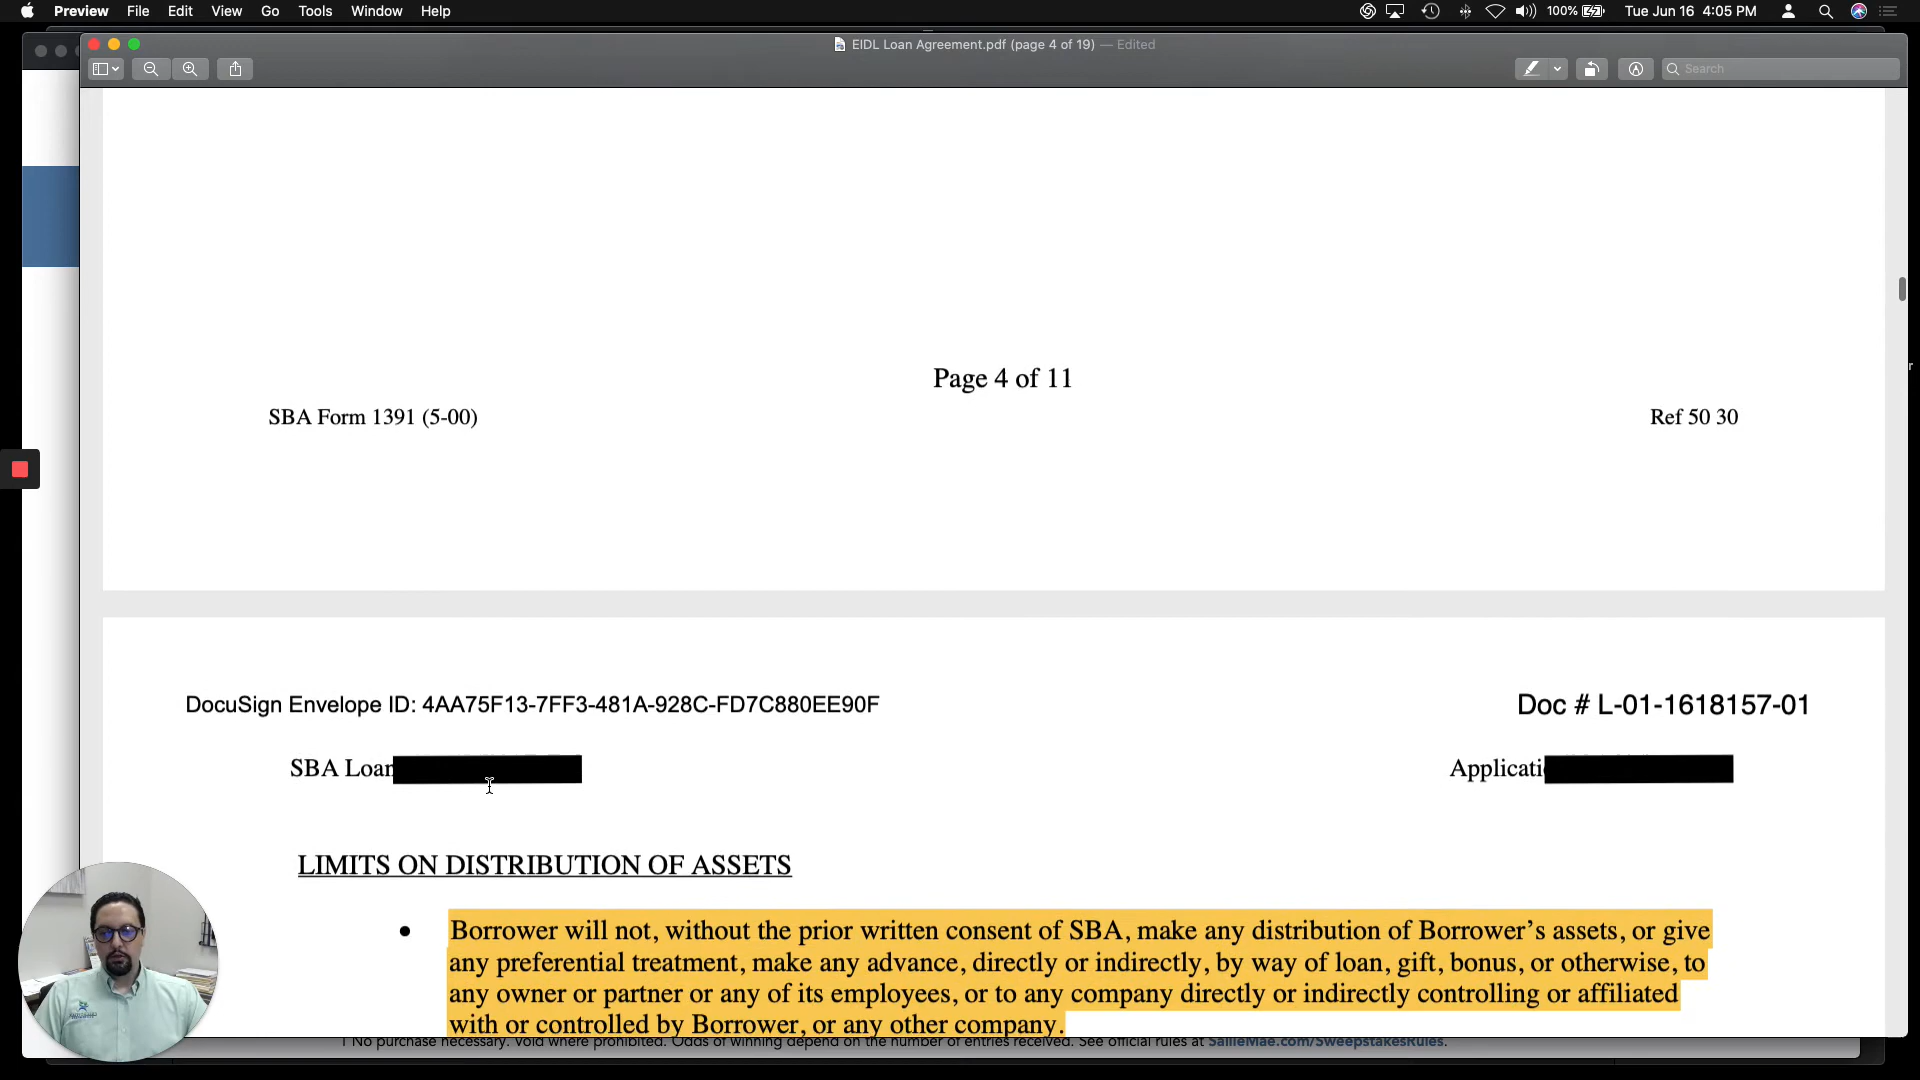 Preview File Edit View Go Tools Window Help 100% Tue Jun 16 4:05 PM
EIDL Loan Agreement.pdf (page 4 of 19) — Edited
Search
Page 4 of 11
SBA Form 1391 (5-00) Ref 50 30
DocuSign Envelope ID: 4AA75F13-7FF3-481A-928C-FD7C880EE90F Doc # L-01-1618157-01
SBA Loan Applicati
LIMITS ON DISTRIBUTION OF ASSETS
• Borrower will not, without the prior written consent of SBA, make any distribution of Borrower’s assets, or give
any preferential treatment, make any advance, directly or indirectly, by way of loan, gift, bonus, or otherwise, to
any owner or partner or any of its employees, or to any company directly or indirectly controlling or affiliated
with or controlled by Borrower, or any other company.
1 No purchase necessary. Void where prohibited. Odds of winning depend on the number of entries received. See official rules at SallieMae.com/SweepstakesRules.